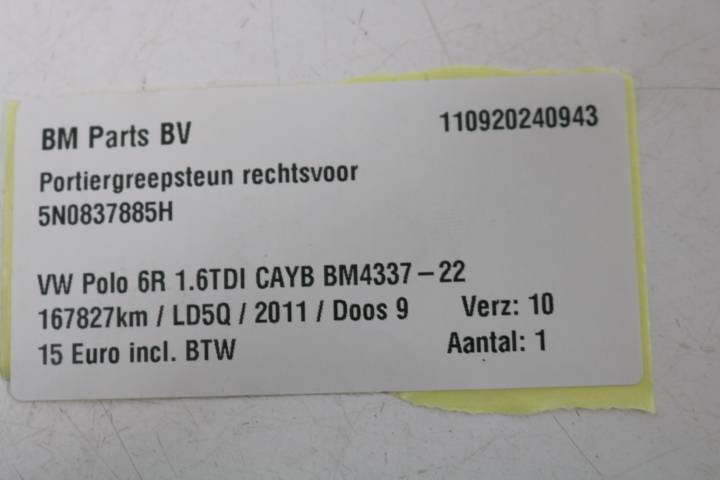 BM Parts BV 110920240943
Portiergreepsteun rechtsvoor
5N0837885H
VW Polo 6R 1.6TDI CAYB BM4337-22
167827km / LD5Q / 2011 / Doos 9 Verz: 10
15 Euro incl. BTW Aantal: 1